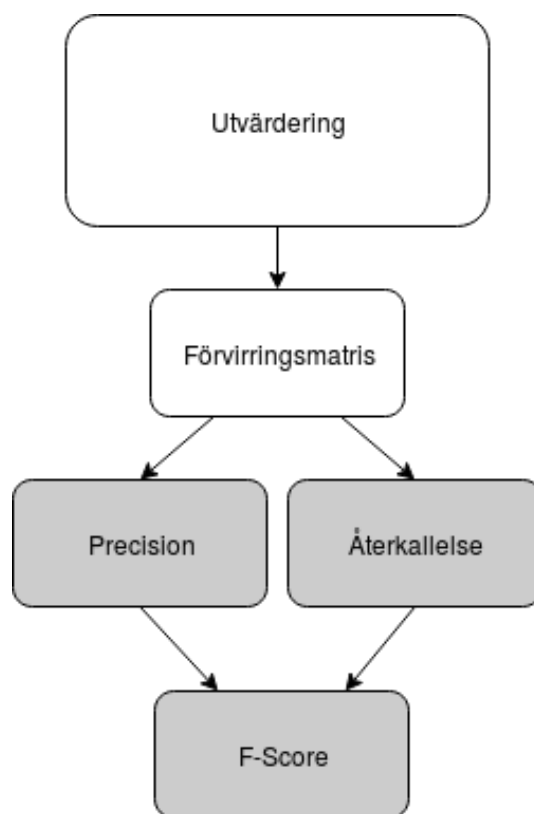 Utvärdering
Förvirringsmatris
Precision
Återkallelse
F-Score